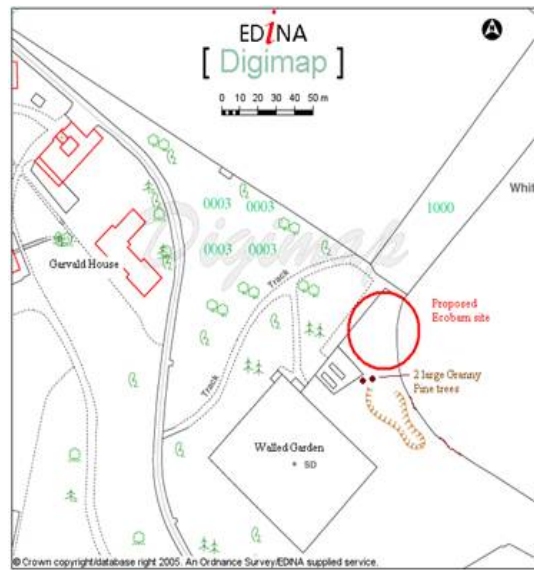 EDiNA
[ Digimap ]
0 10 20 30 40 50 m
0003 0003
1000
Whit
0003 0003
Digimap
Garvald House
Track
Proposed
Ecobarn site
2 large Granny
Pine trees
Track
Walled Garden
SD
© Crown copyright/database right 2005. An Ordnance Survey/EDINA supplied service.